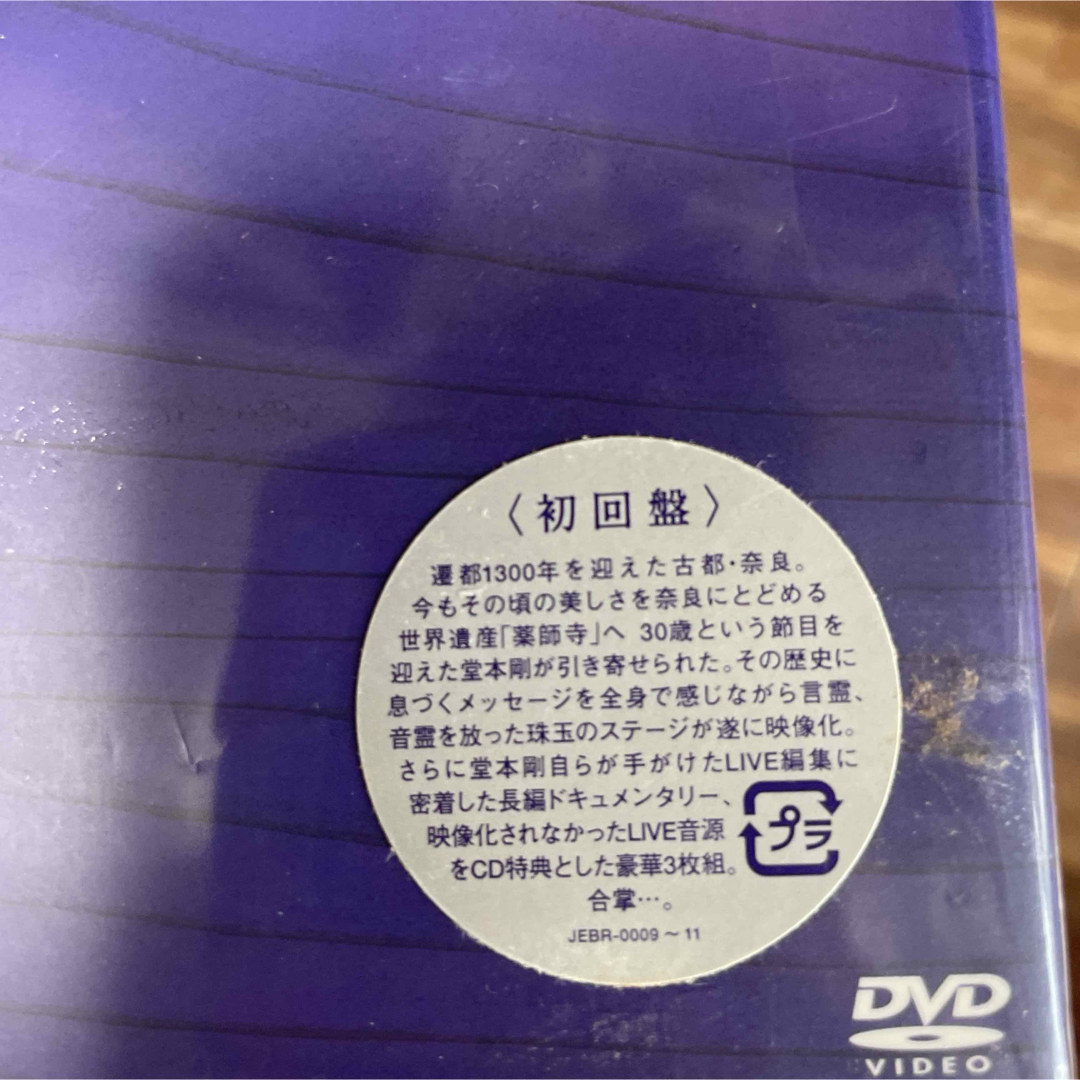 〈初回盤〉
遷都1300年を迎えた古都・奈良。
今もその頃の美しさを奈良にとどめる
世界遺産「薬師寺」へ 30歳という節目を
迎えた堂本剛が引き寄せられた。その歴史に
息づくメッセージを全身で感じながら言霊、
音霊を放った珠玉のステージが遂に映像化。
さらに堂本剛自らが手がけたLIVE編集に
密着した長編ドキュメンタリー、
映像化されなかったLIVE音源
をCD特典とした豪華3枚組。
合掌…。
プラ
JEBR-0009〜11
DVD
VIDEO